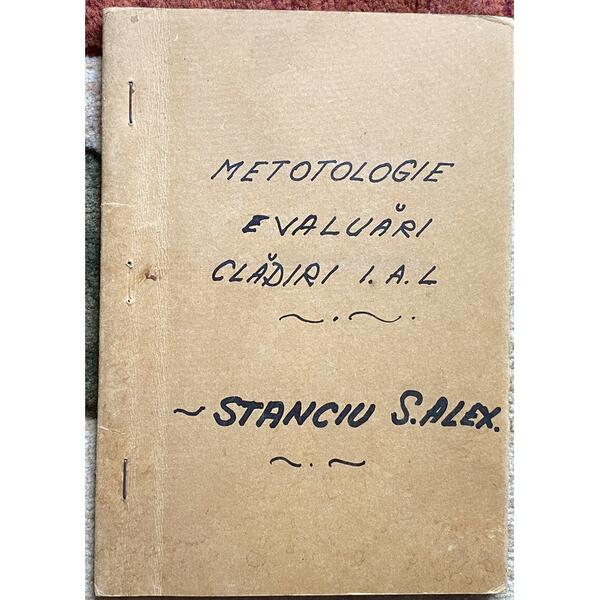 METOTOLOGIE
EVALUĂRI
CLĂDIRI I.A.L
~.~.
~STANCIU S.ALEX.
~.~